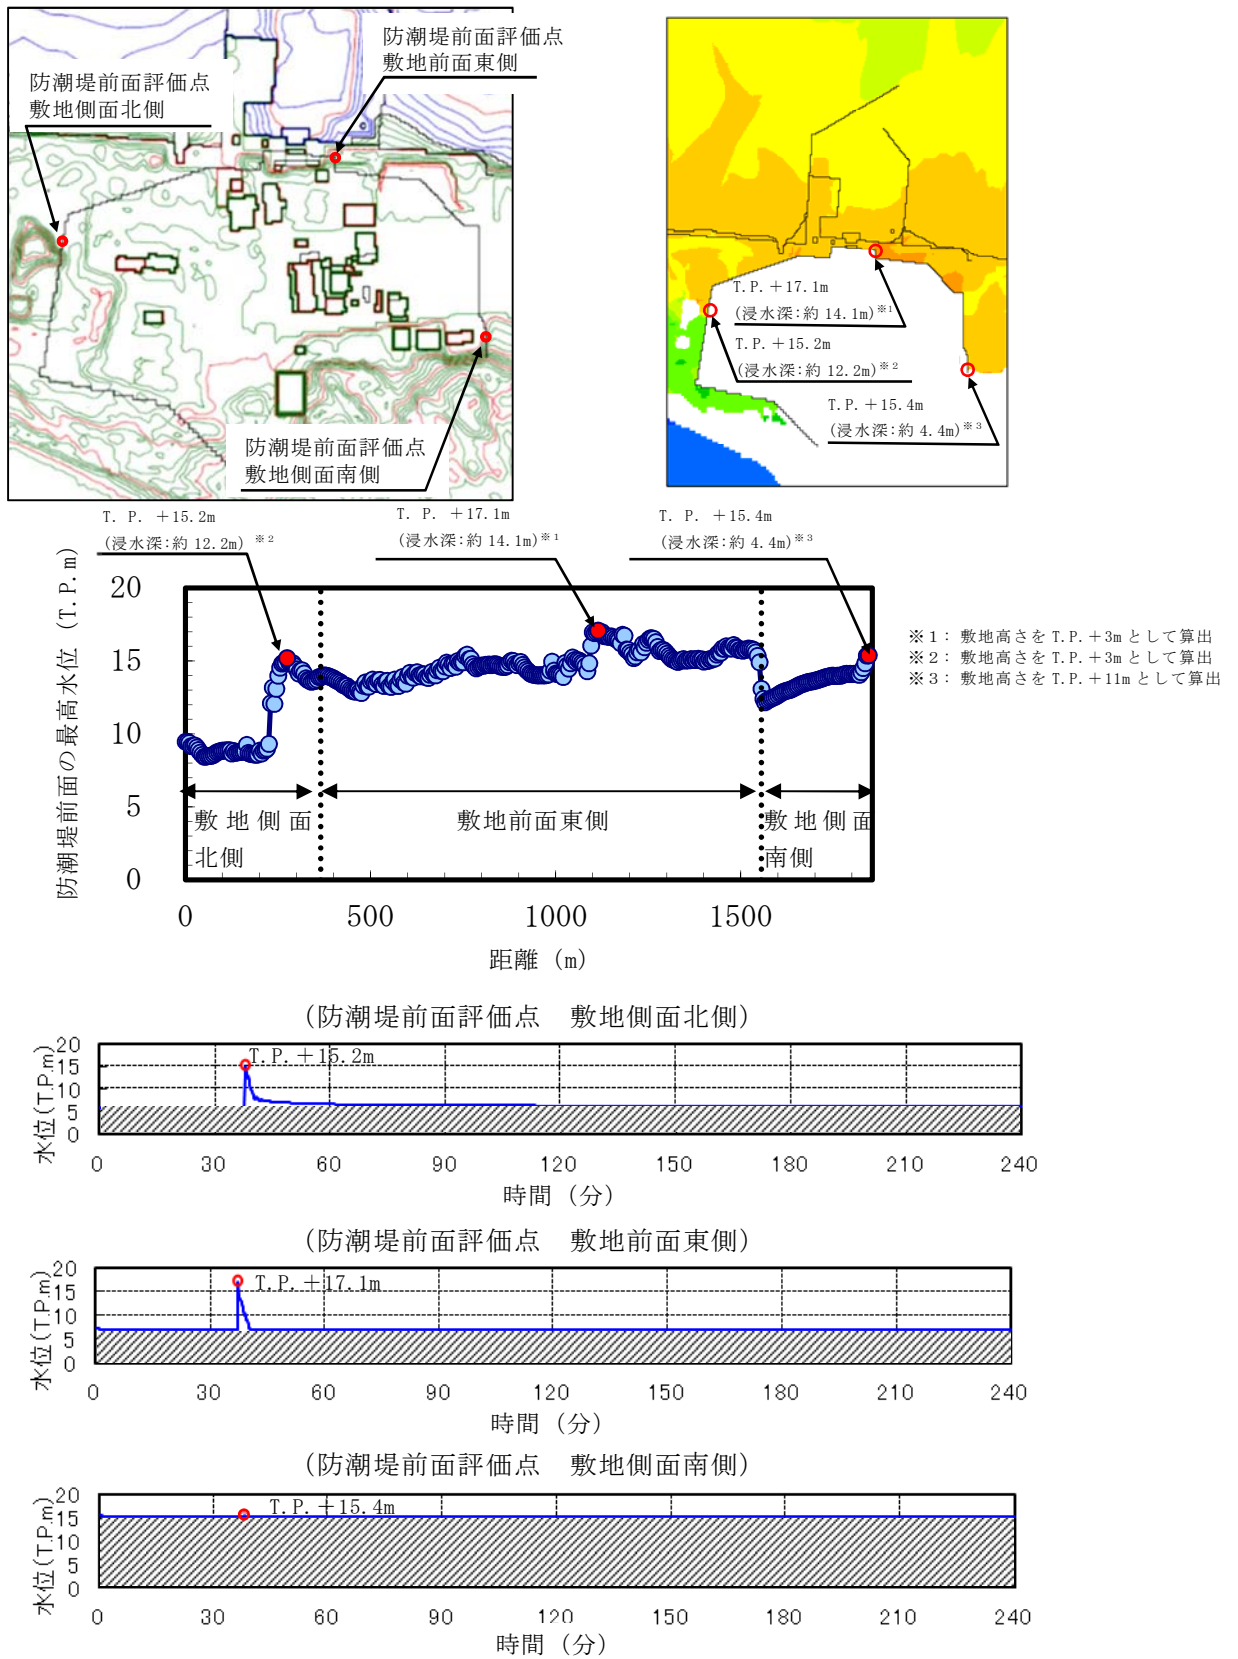 防潮堤前面評価点
敷地前面東側
防潮堤前面評価点
敷地側面北側
防潮堤前面評価点
敷地側面南側
T.P.+17.1m
(浸水深:約 14.1m)※1
T.P.+15.2m
(浸水深:約 12.2m)※2
T.P.+15.4m
(浸水深:約 4.4m)※3
T. P. +15.2m
(浸水深:約 12.2m) ※2
T. P. +17.1m
(浸水深:約 14.1m)※1
T. P. +15.4m
(浸水深:約 4.4m)※3
防潮堤前面の最高水位 (T.P.m)
20
15
10
5
0
敷地側面
北側
敷地前面東側
敷地側面
南側
0 500 1000 1500
距離 (m)
※1: 敷地高さを T.P.+3m として算出
※2: 敷地高さを T.P.+3m として算出
※3: 敷地高さを T.P.+11m として算出
(防潮堤前面評価点 敷地側面北側)
水位(T.P.m)
20
15
10
5
0
T.P.+15.2m
0 30 60 90 120 150 180 210 240
時間 (分)
(防潮堤前面評価点 敷地前面東側)
水位(T.P.m)
20
15
10
5
0
T.P.+17.1m
0 30 60 90 120 150 180 210 240
時間 (分)
(防潮堤前面評価点 敷地側面南側)
水位(T.P.m)
20
15
10
5
0
T.P.+15.4m
0 30 60 90 120 150 180 210 240
時間 (分)